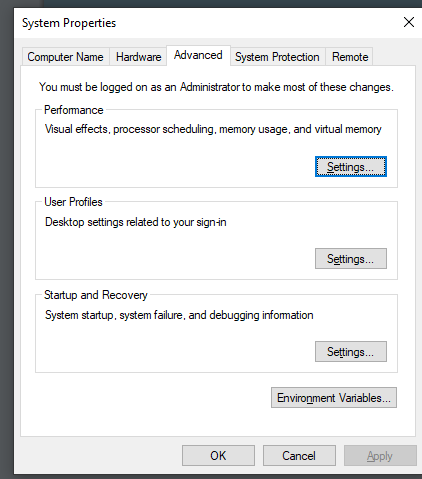 System Properties
Computer Name Hardware Advanced System Protection Remote
You must be logged on as an Administrator to make most of these changes.
Performance
Visual effects, processor scheduling, memory usage, and virtual memory
Settings...
User Profiles
Desktop settings related to your sign-in
Settings...
Startup and Recovery
System startup, system failure, and debugging information
Settings...
Environment Variables...
OK Cancel Apply